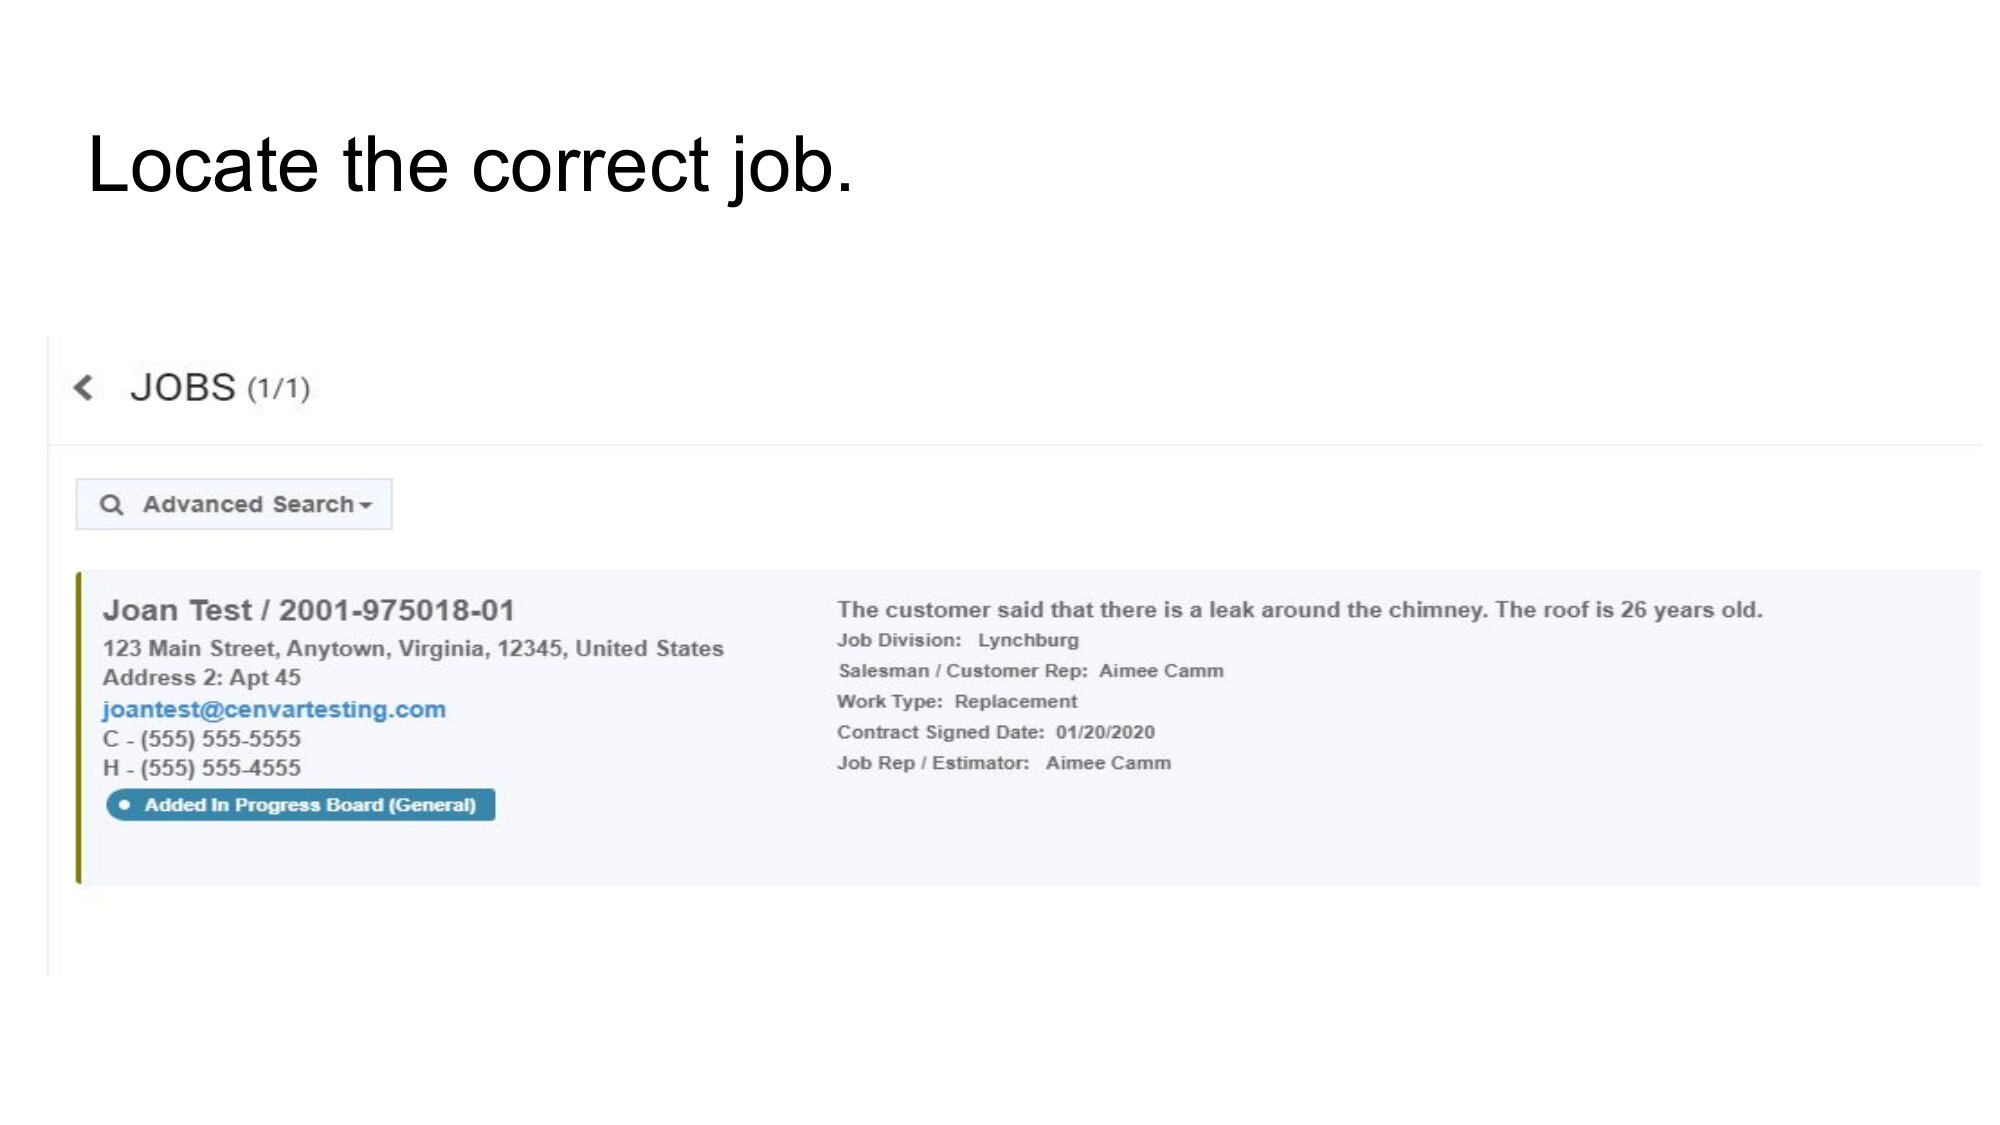 Locate the correct job.
JOBS (1/1)
Advanced Search
Joan Test / 2001-975018-01
123 Main Street, Anytown, Virginia, 12345, United States
Address 2: Apt 45
joantest@cenvartesting.com
C - (555) 555-5555
H - (555) 555-4555
Added In Progress Board (General)
The customer said that there is a leak around the chimney. The roof is 26 years old.
Job Division: Lynchburg
Salesman / Customer Rep: Aimee Camm
Work Type: Replacement
Contract Signed Date: 01/20/2020
Job Rep / Estimator: Aimee Camm